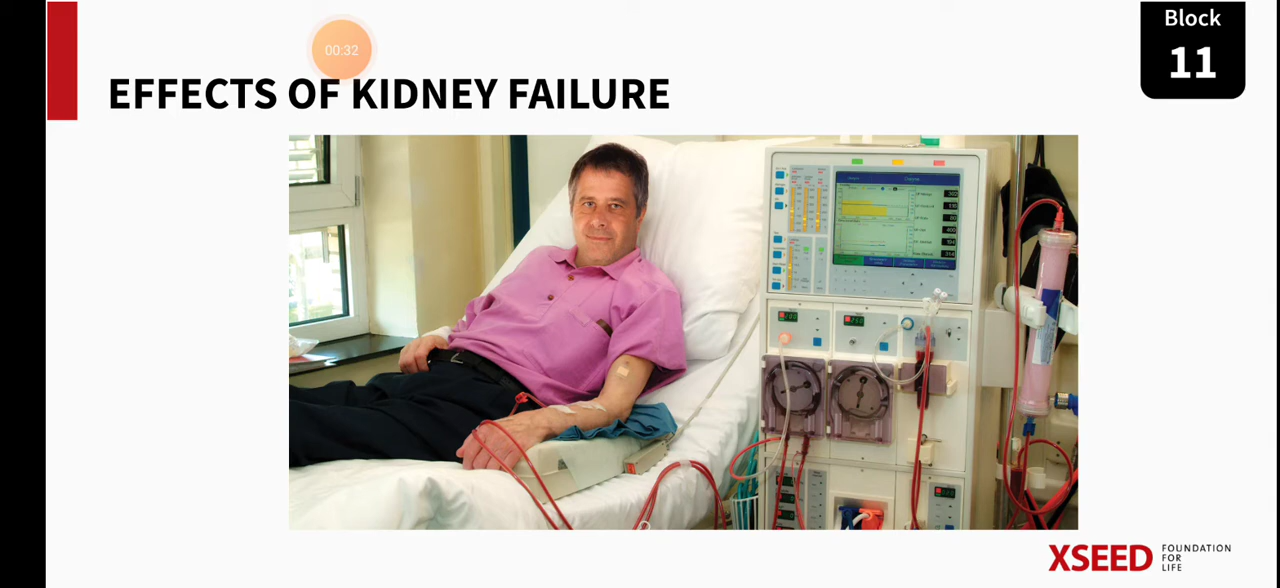 Block
11
00:32
EFFECTS OF KIDNEY FAILURE
XSEED
FOUNDATION
FOR
LIFE